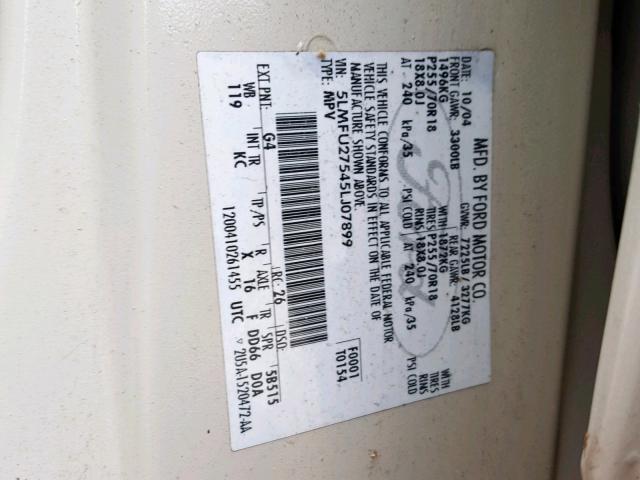 MFD. BY FORD MOTOR CO.
DATE: 10/04 GVWR: 7225LB / 3277KG
FRONT GAWR: 3300LB REAR GAWR: 4128LB
1496KG WITH 1872KG WITH
P255/70R18 TIRES P255/70R18 TIRES
18X8.0J RIMS 18X8.0J RIMS
AT 240 kPa/35 PSI COLD AT 240 kPa/35 PSI COLD
THIS VEHICLE CONFORMS TO ALL APPLICABLE FEDERAL MOTOR
VEHICLE SAFETY STANDARDS IN EFFECT ON THE DATE OF
MANUFACTURE SHOWN ABOVE.
VIN: 5LMFU27545LJ07899 F0001
TYPE: MPV T0154
EXT PNT: G4 RC: 26 DSO:
WB INT TR TP/PS R AXLE TR SPR 5B515
119 KC X 16 F DD66 D0A
1200410261455 UTC 2U5A-1520472-AA